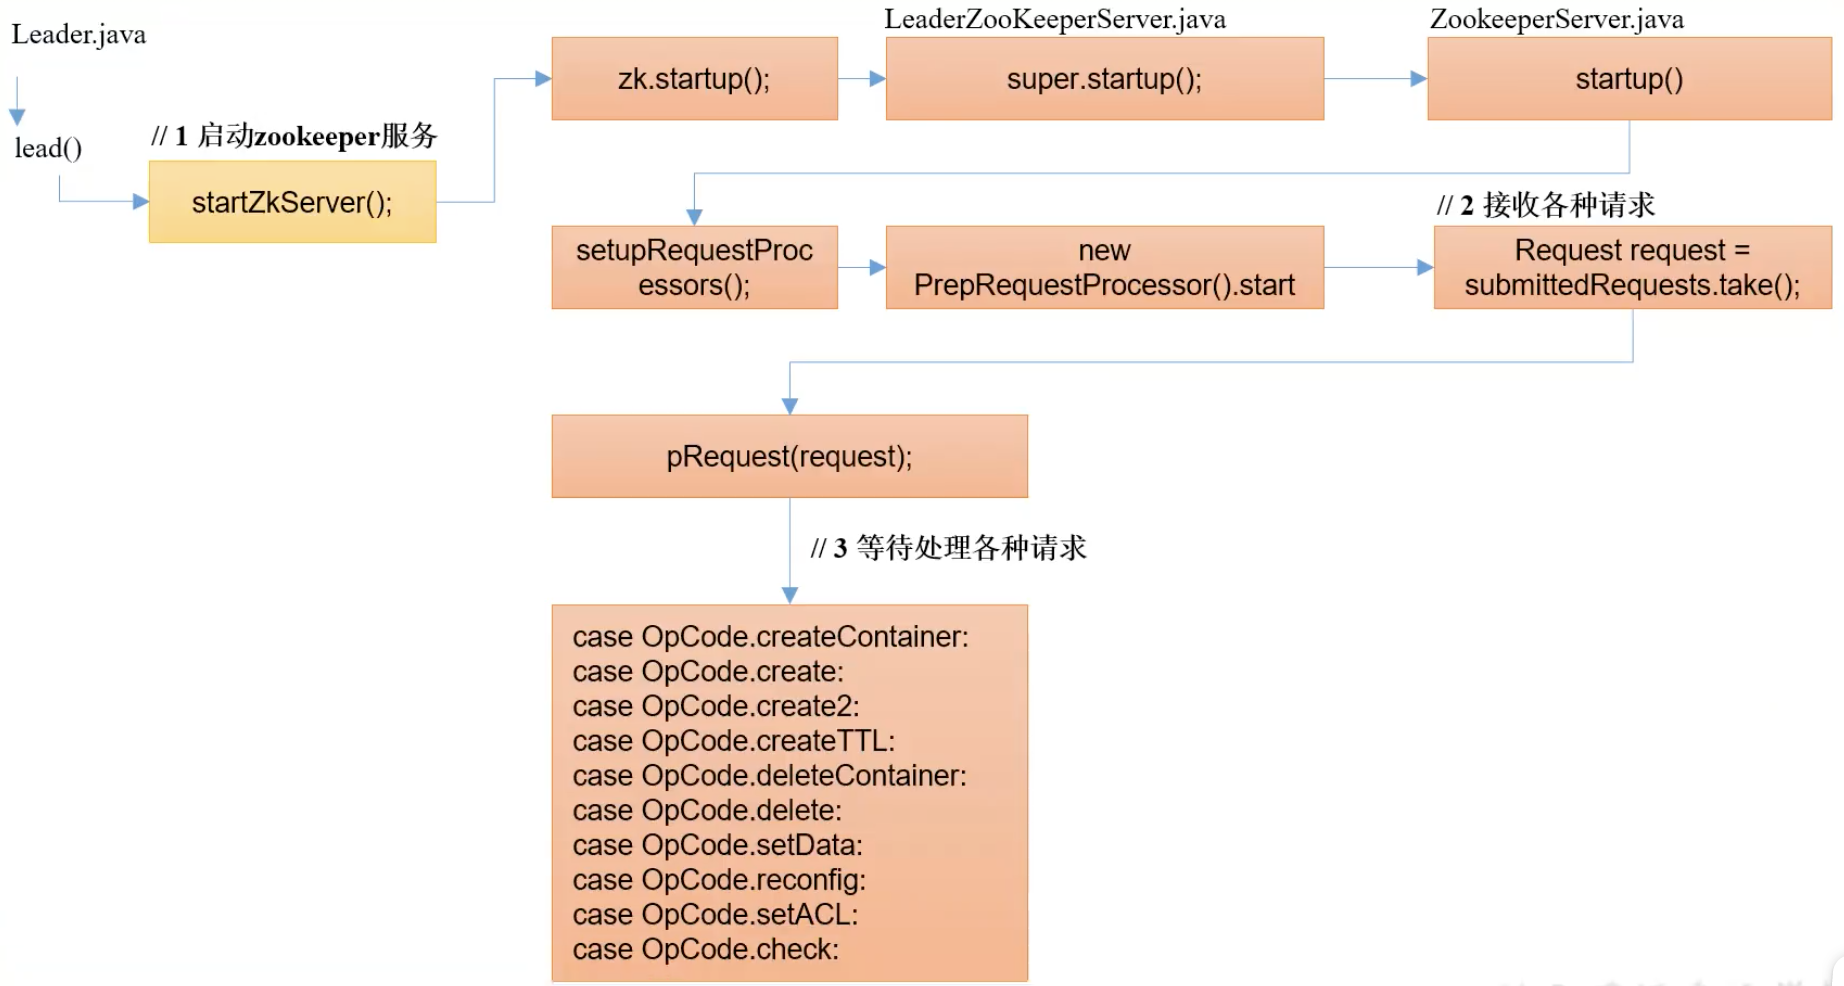 Leader.java
lead()
// 1 启动zookeeper服务
startZkServer();
zk.startup();
LeaderZooKeeperServer.java
super.startup();
ZookeeperServer.java
startup()
setupRequestProc
essors();
new
PrepRequestProcessor().start
// 2 接收各种请求
Request request =
submittedRequests.take();
pRequest(request);
// 3 等待处理各种请求
case OpCode.createContainer:
case OpCode.create:
case OpCode.create2:
case OpCode.createTTL:
case OpCode.deleteContainer:
case OpCode.delete:
case OpCode.setData:
case OpCode.reconfig:
case OpCode.setACL:
case OpCode.check: